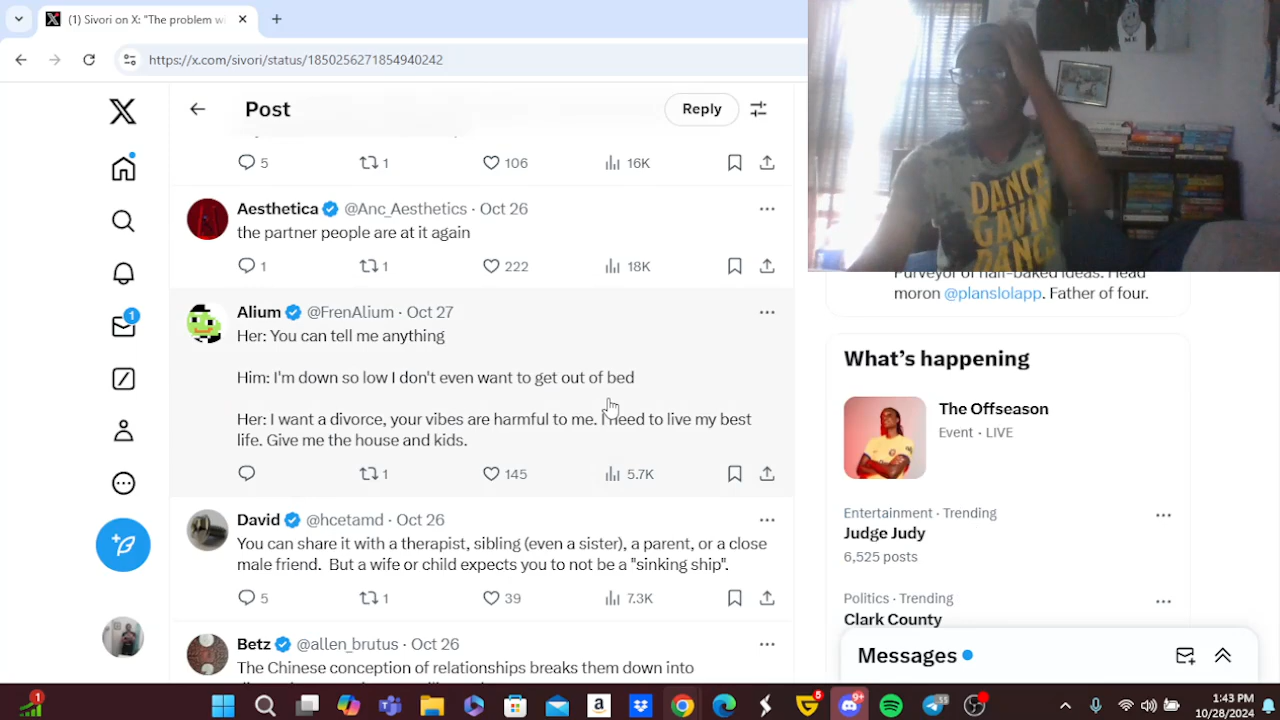 (1) Sivori on X: "The problem wi
https://x.com/sivori/status/1850256271854940242
Post
Reply
5
1
106
16K
Aesthetica @Anc_Aesthetics · Oct 26
the partner people are at it again
1
1
222
18K
Alium @FrenAlium · Oct 27
Her: You can tell me anything
Him: I'm down so low I don't even want to get out of bed
Her: I want a divorce, your vibes are harmful to me. I need to live my best
life. Give me the house and kids.
1
145
5.7K
David @hcetamd · Oct 26
You can share it with a therapist, sibling (even a sister), a parent, or a close
male friend. But a wife or child expects you to not be a "sinking ship".
5
1
39
7.3K
Betz @allen_brutus · Oct 26
The Chinese conception of relationships breaks them down into
1
DANCE
GAVIN
DANCE
Purveyor of half-baked ideas. Head
moron @planslolapp. Father of four.
What's happening
The Offseason
Event · LIVE
Entertainment · Trending
Judge Judy
6,525 posts
Politics · Trending
Clark County
Messages
1
5
9+
1:43 PM
10/28/2024